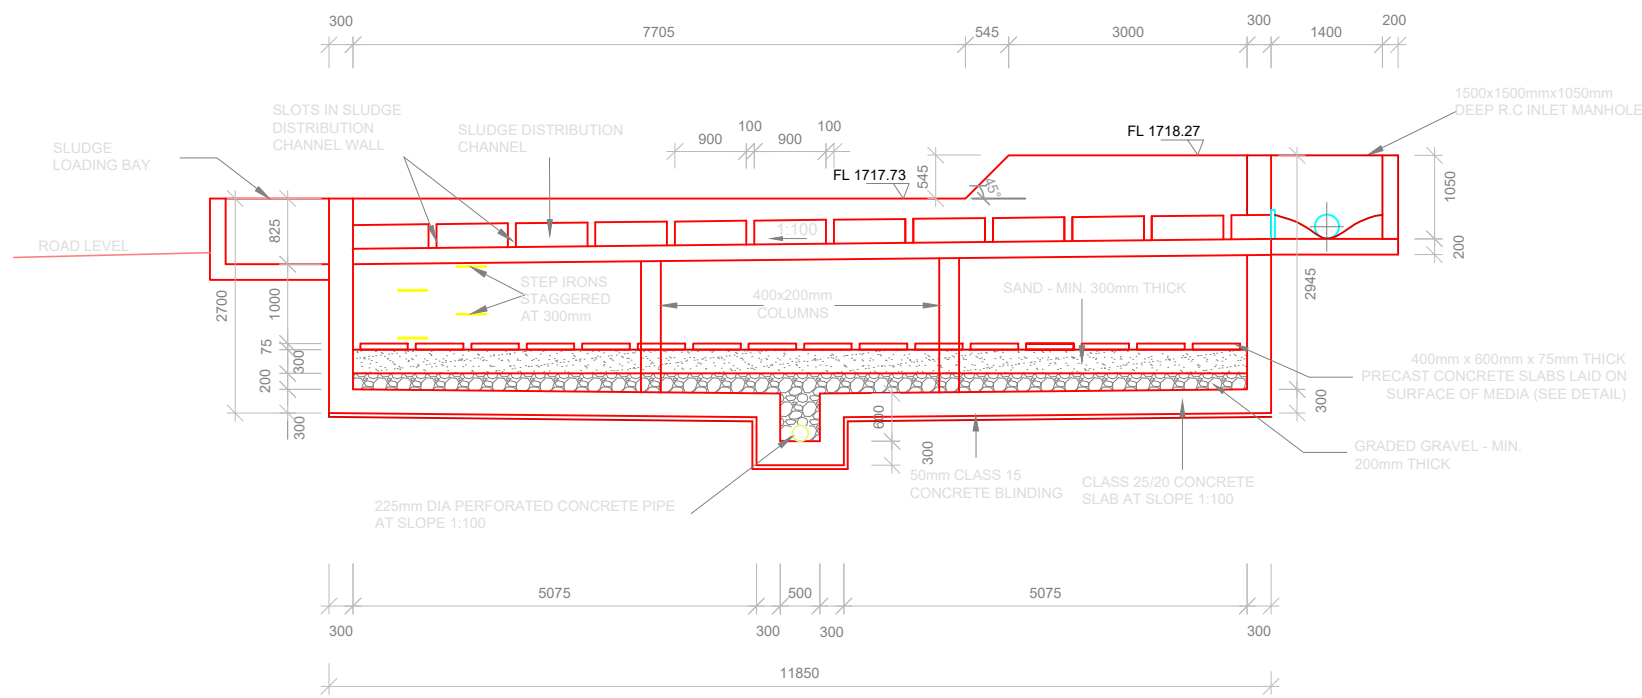 300
7705
545
3000
300
1400
200
1500x1500mmx1050mm
DEEP R.C INLET MANHOLE
SLOTS IN SLUDGE
DISTRIBUTION
CHANNEL WALL
SLUDGE DISTRIBUTION
CHANNEL
SLUDGE
LOADING BAY
100
100
900
900
FL 1718.27
FL 1717.73
545
45°
1050
825
1:100
ROAD LEVEL
200
2945
STEP IRONS
STAGGERED
AT 300mm
400x200mm
COLUMNS
SAND - MIN. 300mm THICK
2700
1000
75
300
200
300
400mm x 600mm x 75mm THICK
PRECAST CONCRETE SLABS LAID ON
SURFACE OF MEDIA (SEE DETAIL)
300
600
300
GRADED GRAVEL - MIN.
200mm THICK
50mm CLASS 15
CONCRETE BLINDING
CLASS 25/20 CONCRETE
SLAB AT SLOPE 1:100
225mm DIA PERFORATED CONCRETE PIPE
AT SLOPE 1:100
5075
500
5075
300
300
300
300
11850